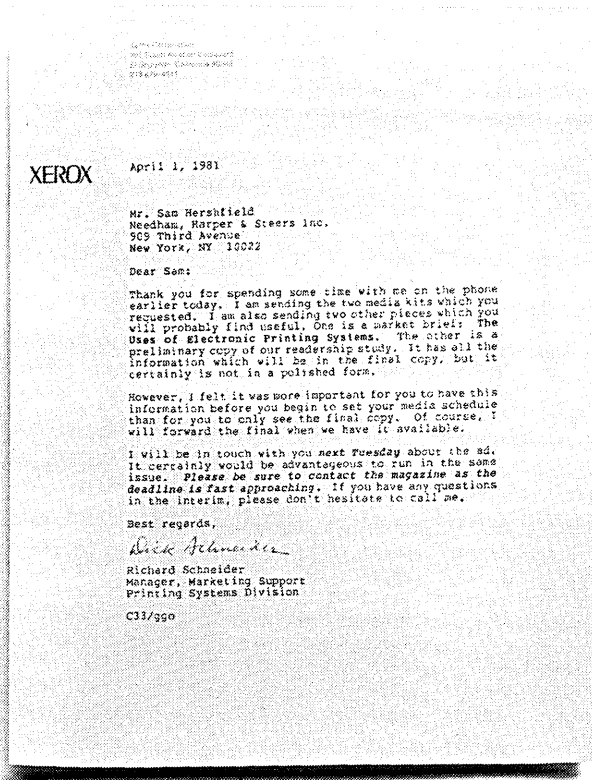 Xerox Corporation
XEROX
April 1, 1981
Mr. Sam Hershfield
Needham, Harper & Steers Inc.
909 Third Avenue
New York, NY 10022
Dear Sam:
Thank you for spending some time with me on the phone
earlier today. I am sending the two media kits which you
requested. I am also sending two other pieces which you
will probably find useful. One is a market brief: The
Uses of Electronic Printing Systems. The other is a
preliminary copy of our readership study. It has all the
information which will be in the final copy, but it
certainly is not in a polished form.
However, I felt it was more important for you to have this
information before you begin to set your media schedule
than for you to only see the final copy. Of course, I
will forward the final when we have it available.
I will be in touch with you next Tuesday about the ad.
It certainly would be advantageous to run in the same
issue. Please be sure to contact the magazine as the
deadline is fast approaching. If you have any questions
in the interim, please don't hesitate to call me.
Best regards,
Dick Schneider
Richard Schneider
Manager, Marketing Support
Printing Systems Division
C33/ggo